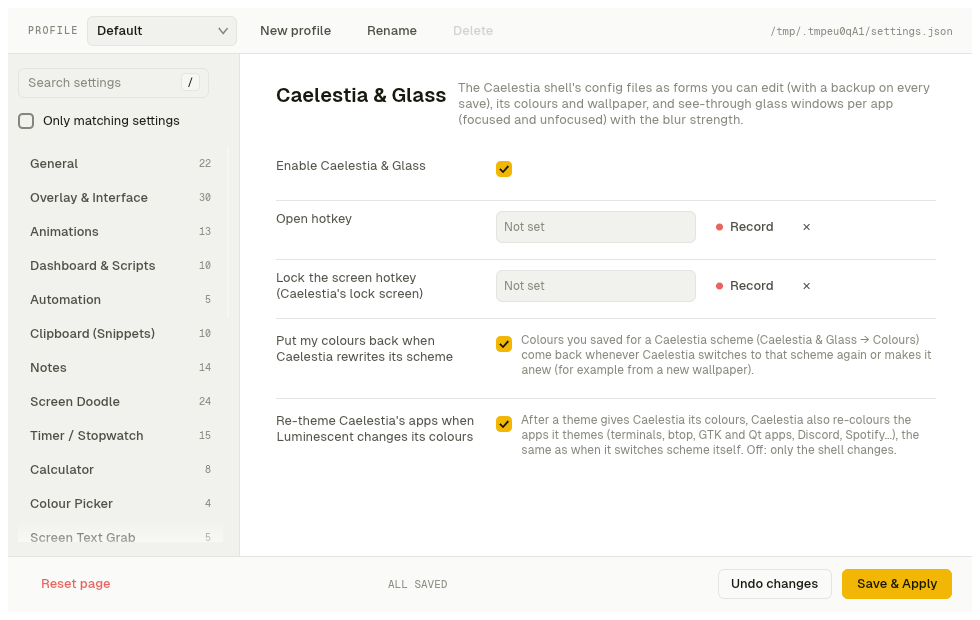 PROFILE Default New profile Rename Delete /tmp/.tmpeu0qA1/settings.json
Search settings /
Only matching settings
General 22
Overlay & Interface 30
Animations 13
Dashboard & Scripts 10
Automation 5
Clipboard (Snippets) 10
Notes 14
Screen Doodle 24
Timer / Stopwatch 15
Calculator 8
Colour Picker 4
Screen Text Grab 5
Caelestia & Glass
The Caelestia shell's config files as forms you can edit (with a backup on every
save), its colours and wallpaper, and see-through glass windows per app
(focused and unfocused) with the blur strength.
Enable Caelestia & Glass
Open hotkey Not set Record ×
Lock the screen hotkey
(Caelestia's lock screen)
Not set Record ×
Put my colours back when
Caelestia rewrites its scheme
Colours you saved for a Caelestia scheme (Caelestia & Glass → Colours)
come back whenever Caelestia switches to that scheme again or makes it
anew (for example from a new wallpaper).
Re-theme Caelestia's apps when
Luminescent changes its colours
After a theme gives Caelestia its colours, Caelestia also re-colours the
apps it themes (terminals, btop, GTK and Qt apps, Discord, Spotify…), the
same as when it switches scheme itself. Off: only the shell changes.
Reset page ALL SAVED Undo changes Save & Apply